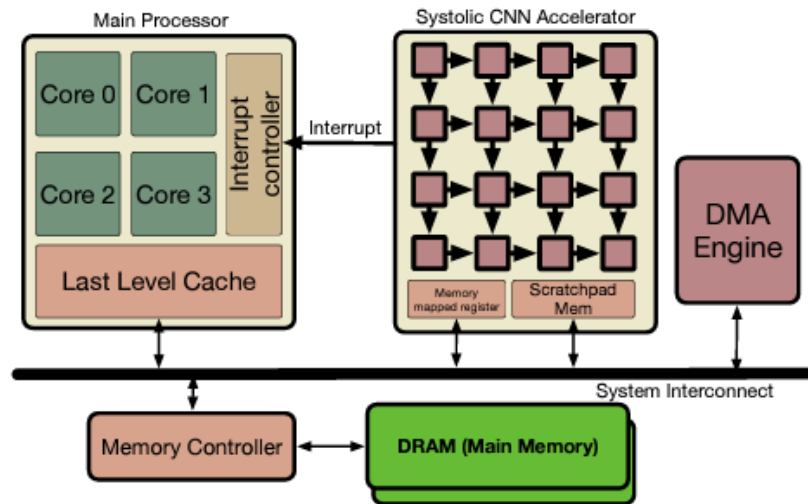 Main Processor
Systolic CNN Accelerator
Core 0
Core 1
Interrupt
controller
Interrupt
Core 2
Core 3
DMA
Engine
Last Level Cache
Memory
mapped register
Scratchpad
Mem
System Interconnect
Memory Controller
DRAM (Main Memory)